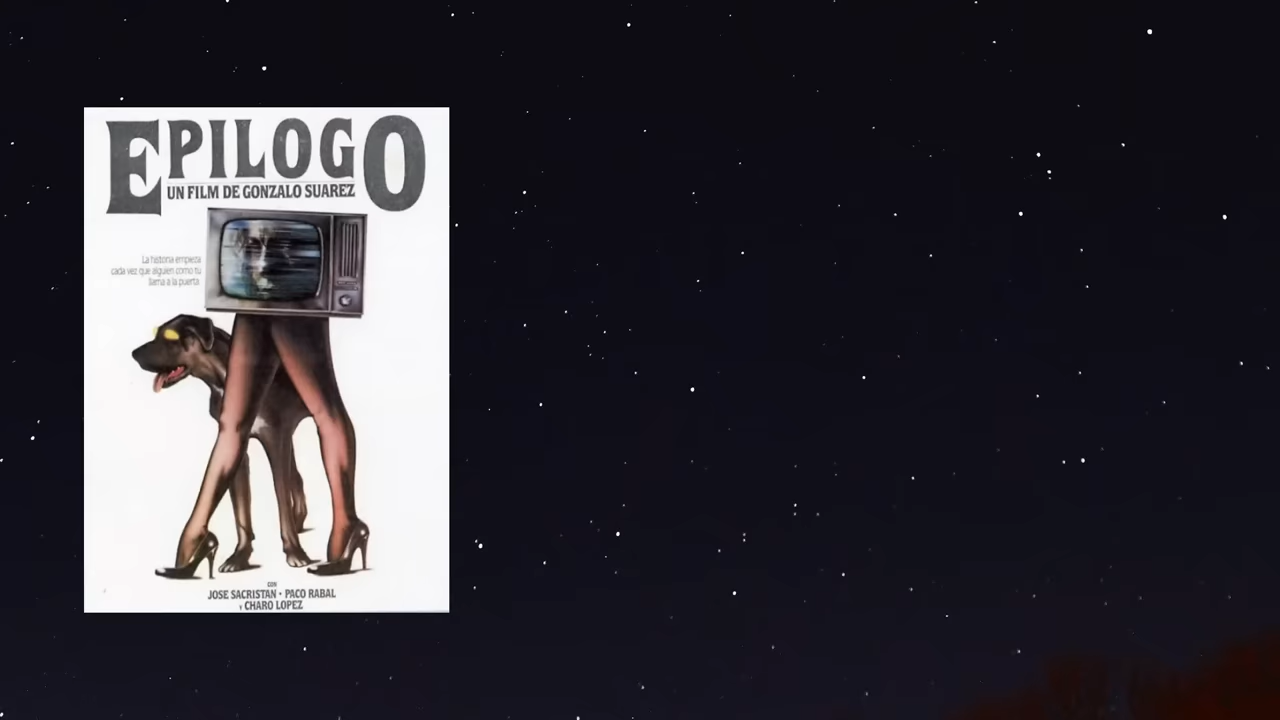 EPILOGO
UN FILM DE GONZALO SUAREZ
La historia empieza
cada vez que alguien como tú
llama a la puerta
CON
JOSE SACRISTAN • PACO RABAL
Y CHARO LOPEZ